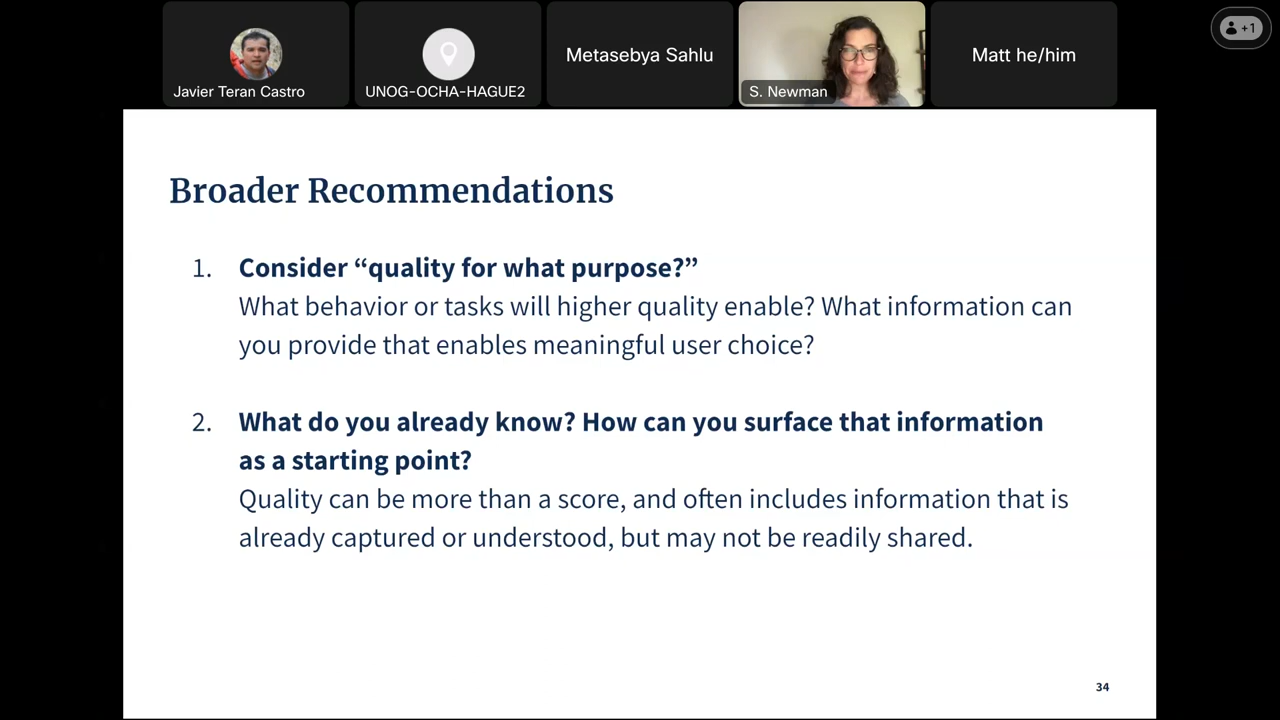 Javier Teran Castro
UNOG-OCHA-HAGUE2
Metasebya Sahlu
S. Newman
Matt he/him
+1
Broader Recommendations
1. Consider “quality for what purpose?”
What behavior or tasks will higher quality enable? What information can
you provide that enables meaningful user choice?
2. What do you already know? How can you surface that information
as a starting point?
Quality can be more than a score, and often includes information that is
already captured or understood, but may not be readily shared.
34